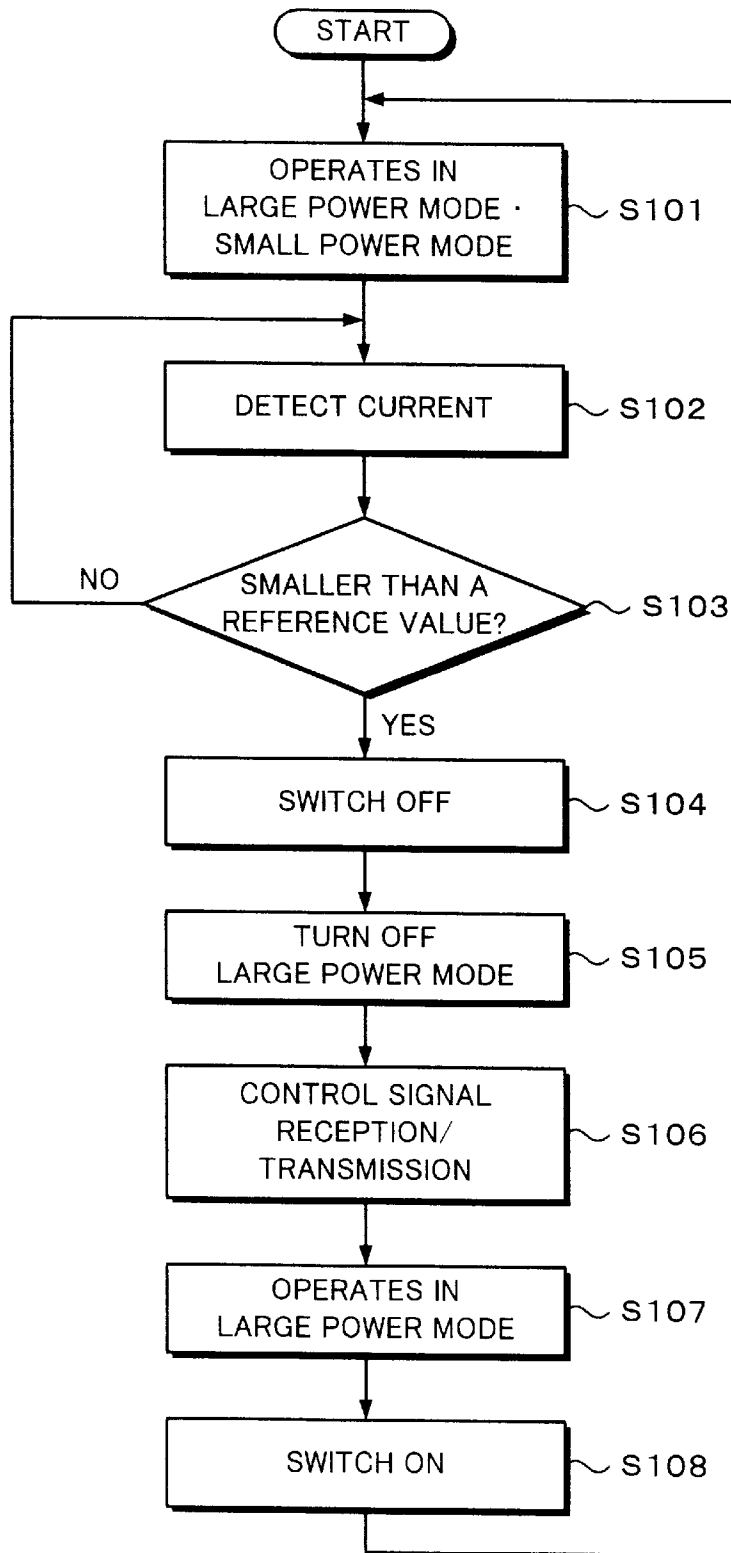 START
OPERATES IN
LARGE POWER MODE ·
SMALL POWER MODE
S101
DETECT CURRENT
S102
NO
SMALLER THAN A
REFERENCE VALUE?
S103
YES
SWITCH OFF
S104
TURN OFF
LARGE POWER MODE
S105
CONTROL SIGNAL
RECEPTION/
TRANSMISSION
S106
OPERATES IN
LARGE POWER MODE
S107
SWITCH ON
S108